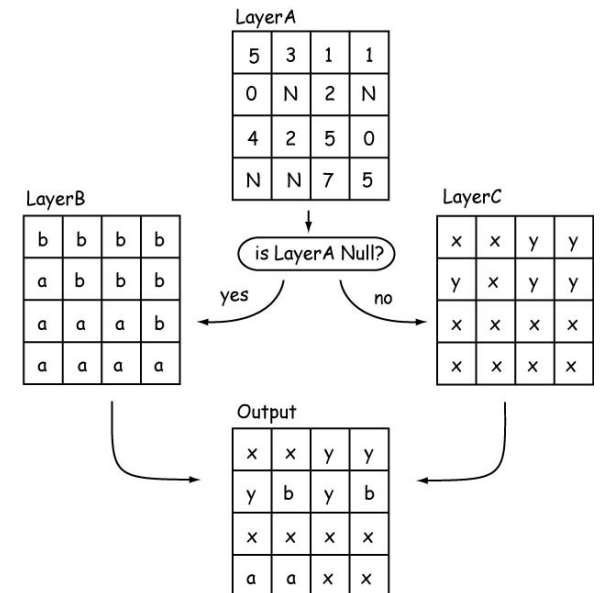 LayerA
5 3 1 1
0 N 2 N
4 2 5 0
N N 7 5
LayerB
b b b b
a b b b
a a a b
a a a a
is LayerA Null?
yes
no
LayerC
x x y y
y x y y
x x x x
x x x x
Output
x x y y
y b y b
x x x x
a a x x